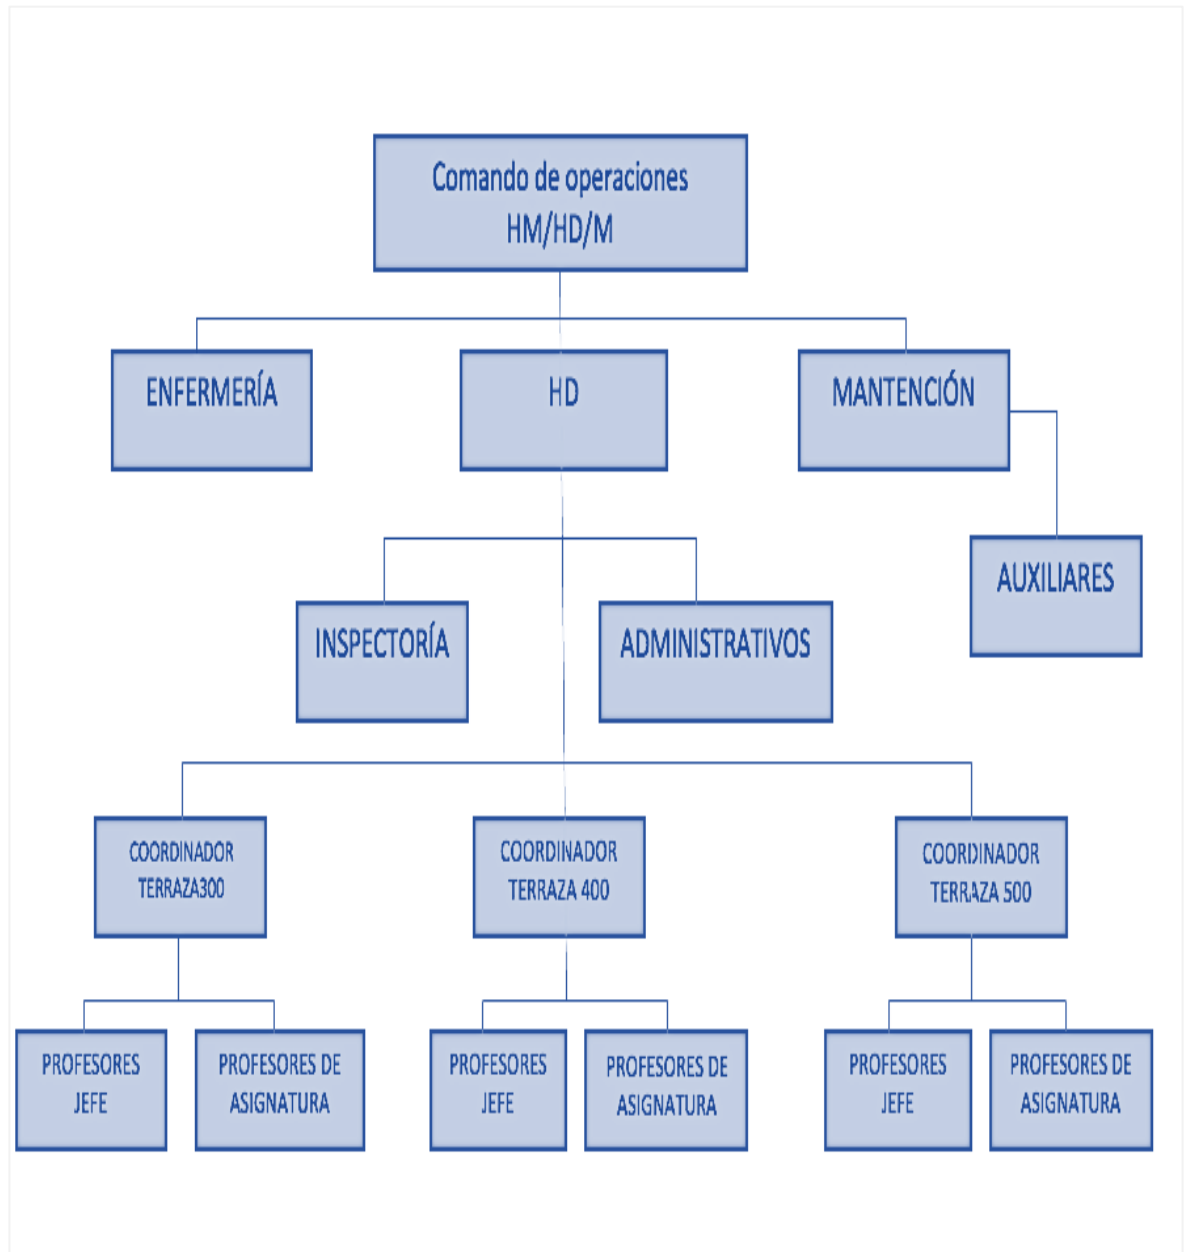 Comando de operaciones
HM/HD/M
ENFERMERÍA
HD
MANTENCIÓN
AUXILIARES
INSPECTORÍA
ADMINISTRATIVOS
COORDINADOR
TERRAZA300
COORDINADOR
TERRAZA 400
COORDINADOR
TERRAZA 500
PROFESORES
JEFE
PROFESORES DE
ASIGNATURA
PROFESORES
JEFE
PROFESORES DE
ASIGNATURA
PROFESORES
JEFE
PROFESORES DE
ASIGNATURA